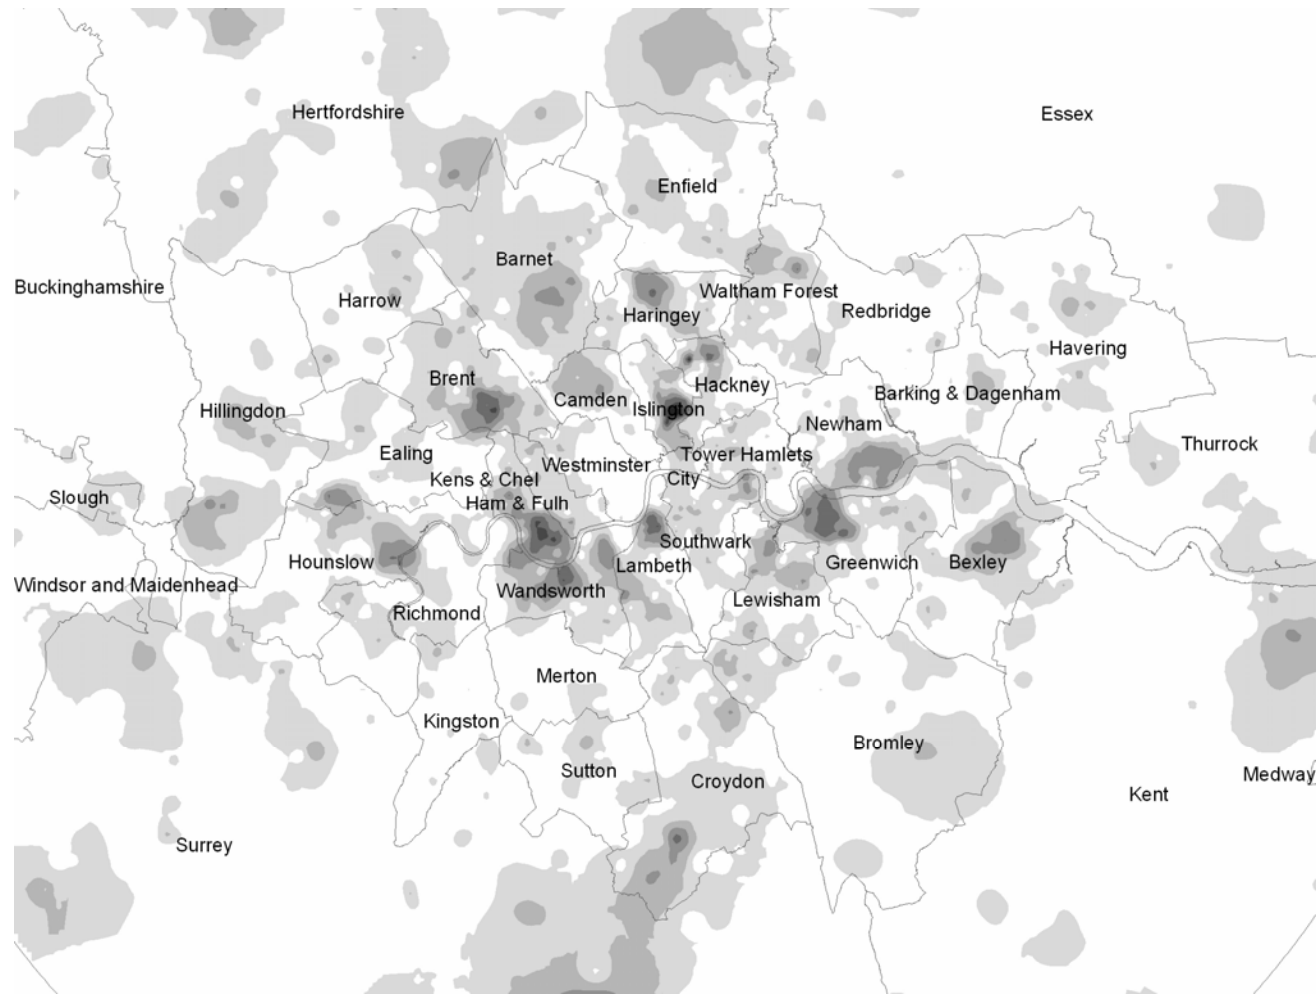 Hertfordshire
Essex
Enfield
Barnet
Buckinghamshire
Waltham Forest
Harrow
Haringey
Redbridge
Havering
Brent
Hackney
Barking & Dagenham
Camden
Hillingdon
Islington
Newham
Thurrock
Ealing
Tower Hamlets
Westminster
Kens & Chel
City
Slough
Ham & Fulh
Southwark
Hounslow
Lambeth
Greenwich
Bexley
Windsor and Maidenhead
Wandsworth
Lewisham
Richmond
Merton
Kingston
Bromley
Sutton
Medway
Croydon
Kent
Surrey